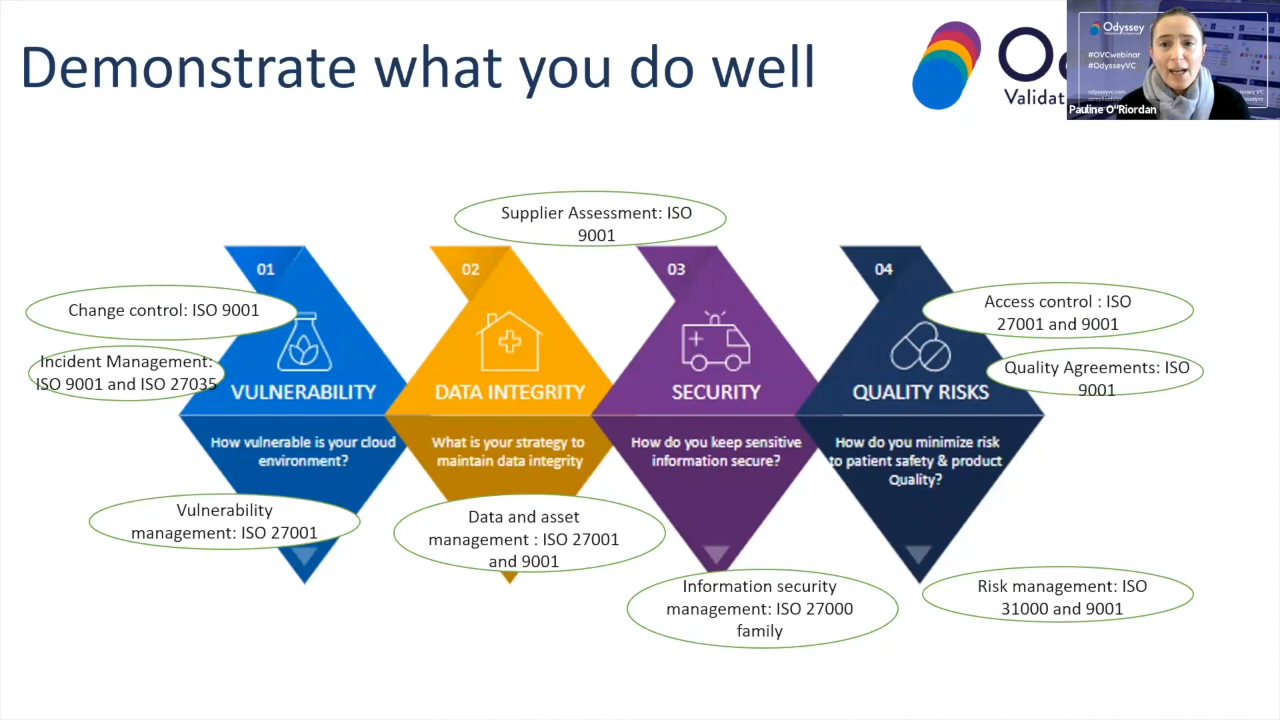 Demonstrate what you do well
Validat
Odyssey
#OVCwebinar
#OdysseyVC
Pauline O"Riordan
Supplier Assessment: ISO
9001
01
02
03
04
Change control: ISO 9001
Access control : ISO
27001 and 9001
Incident Management:
ISO 9001 and ISO 27035
Quality Agreements: ISO
9001
VULNERABILITY
DATA INTEGRITY
SECURITY
QUALITY RISKS
How vulnerable is your cloud
environment?
What is your strategy to
maintain data integrity
How do you keep sensitive
information secure?
How do you minimize risk
to patient safety & product
Quality?
Vulnerability
management: ISO 27001
Data and asset
management : ISO 27001
and 9001
Information security
management: ISO 27000
family
Risk management: ISO
31000 and 9001